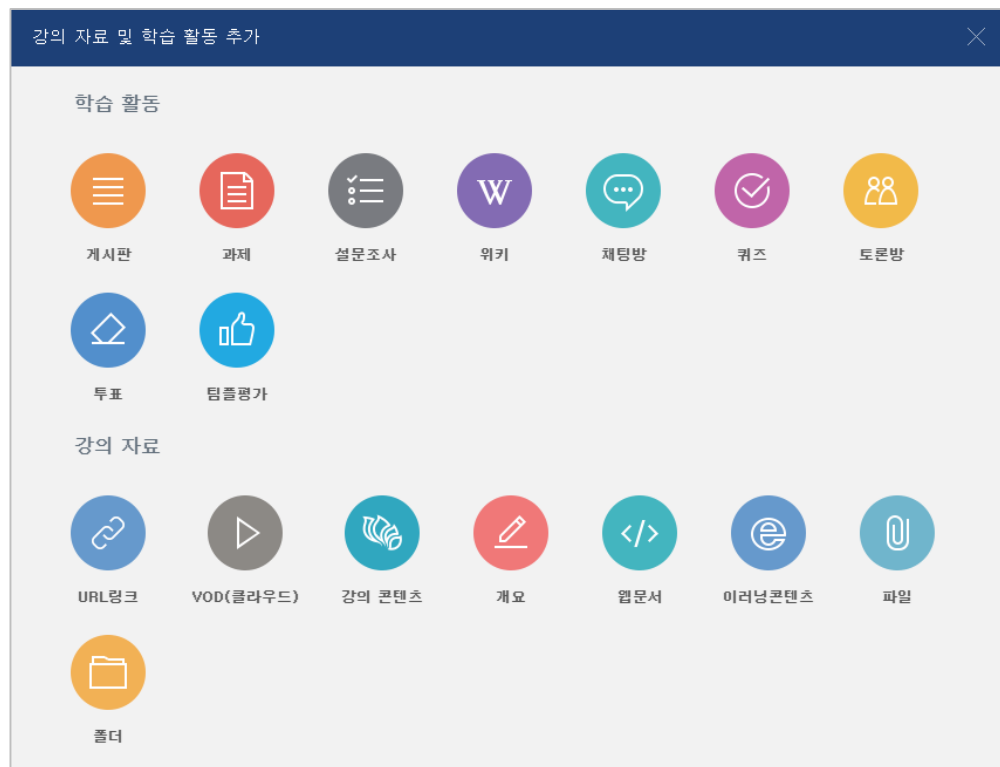 강의 자료 및 학습 활동 추가
학습 활동
게시판 과제 설문조사 위키 채팅방 퀴즈 토론방
투표 팀플평가
강의 자료
URL링크 VOD(클라우드) 강의 콘텐츠 개요 웹문서 이러닝콘텐츠 파일
폴더